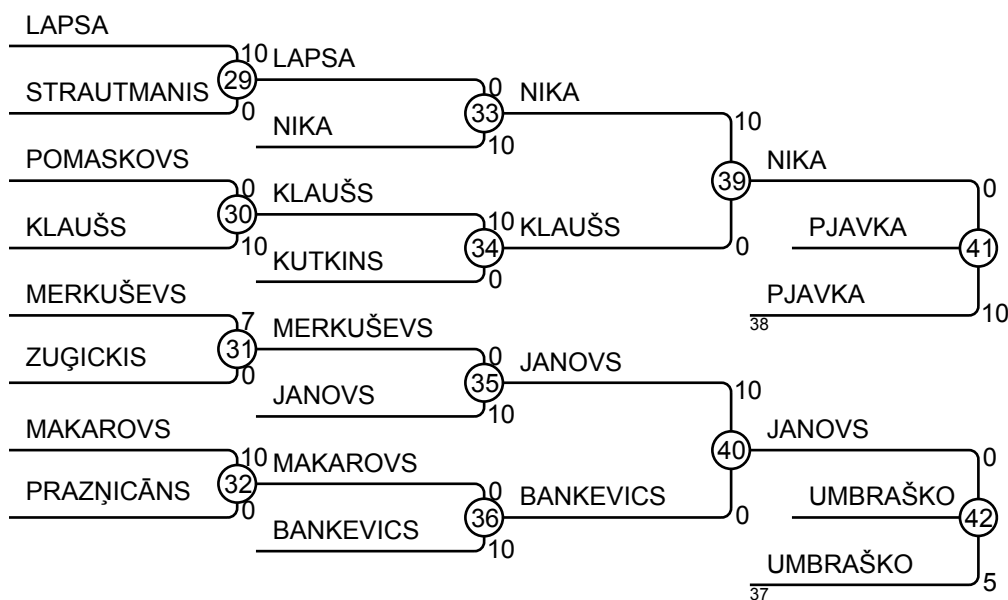 LAPSA
10 LAPSA
29
0 NIKA
STRAUTMANIS
0
33
NIKA
10
10
POMASKOVS
NIKA
0 KLAUŠS
39
0
30
10
KLAUŠS
10
34
KLAUŠS
0
PJAVKA
41
KUTKINS
0
MERKUŠEVS
PJAVKA
38
10
7 MERKUŠEVS
31
0 JANOVS
ZUĢICKIS
0
35
JANOVS
10
10
MAKAROVS
JANOVS
10 MAKAROVS
40
0
32
0
PRAZŅICĀNS
0
36
BANKEVICS
0
UMBRAŠKO
42
BANKEVICS
10
UMBRAŠKO
37
5